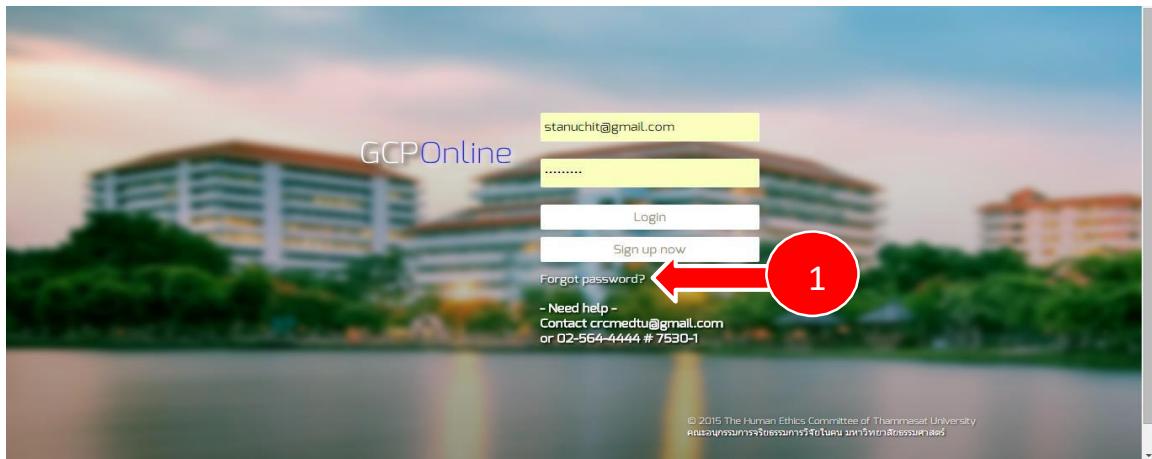 stanuchit@gmail.com
GCPOnline
·········
Login
Sign up now
Forgot password?
1
- Need help -
Contact crcmedtu@gmail.com
or 02-564-4444 # 7530-1
© 2015 The Human Ethics Committee of Thammasat University
คณะอนุกรรมการจริยธรรมการวิจัยในคน มหาวิทยาลัยธรรมศาสตร์